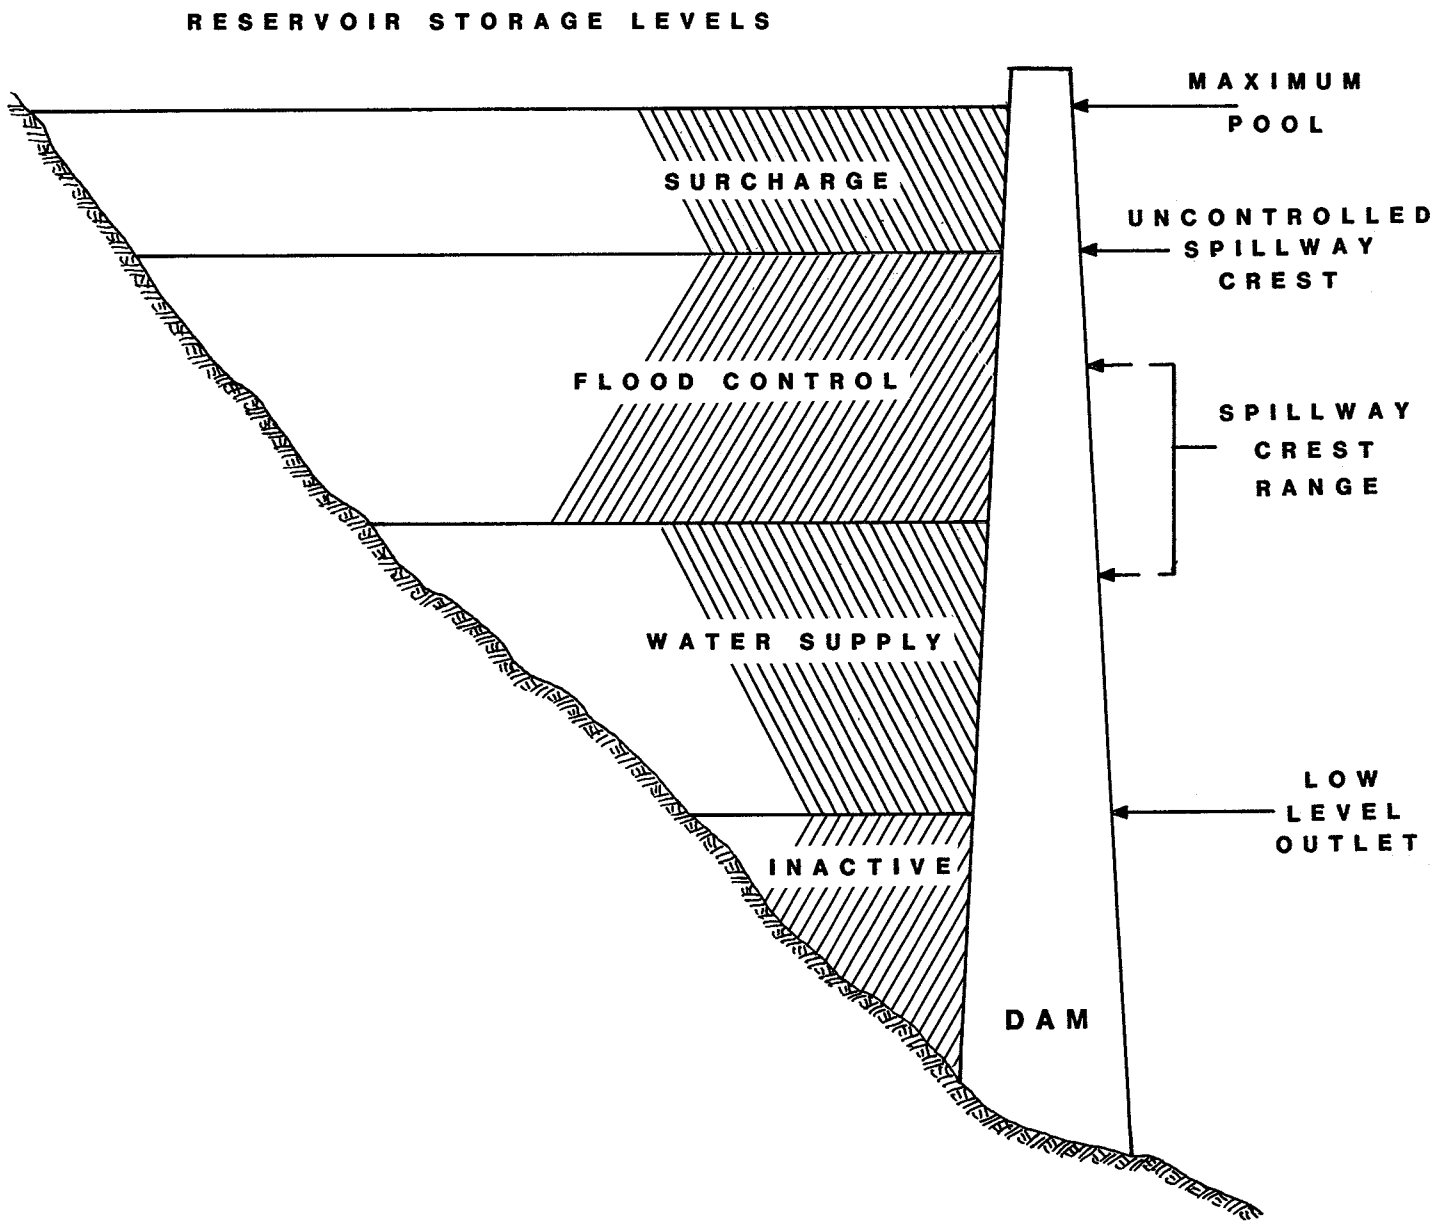 RESERVOIR STORAGE LEVELS
MAXIMUM
POOL
SURCHARGE
UNCONTROLLED
SPILLWAY
CREST
FLOOD CONTROL
SPILLWAY
CREST
RANGE
WATER SUPPLY
LOW
LEVEL
OUTLET
INACTIVE
DAM